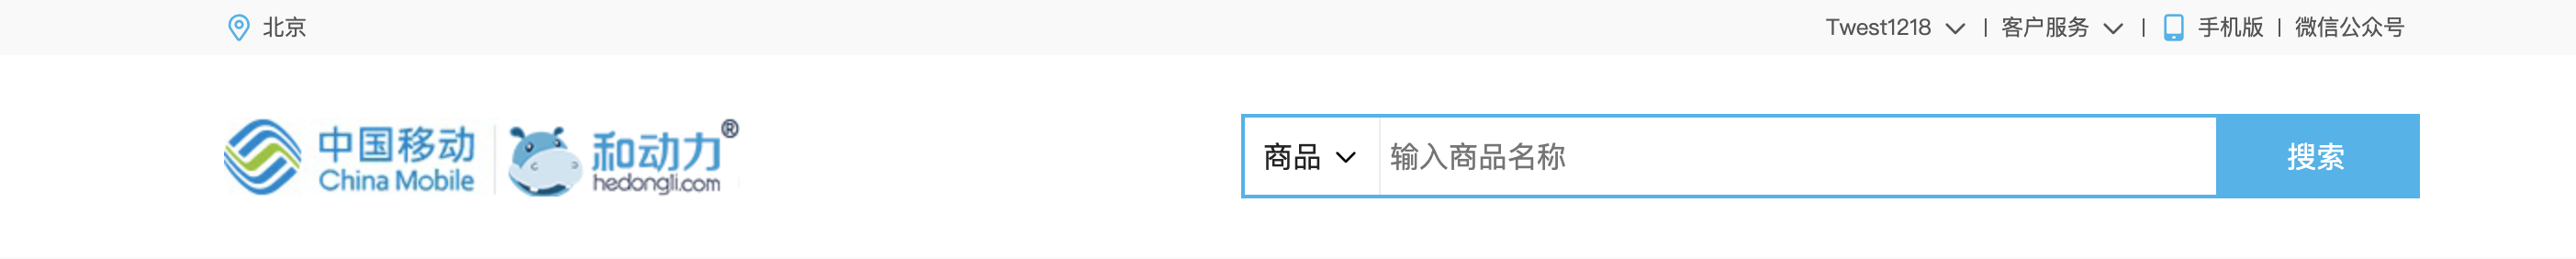 北京 Twest1218 | 客户服务 | 手机版 | 微信公众号
中国移动 China Mobile 和动力® hedongli.com 商品 输入商品名称 搜索